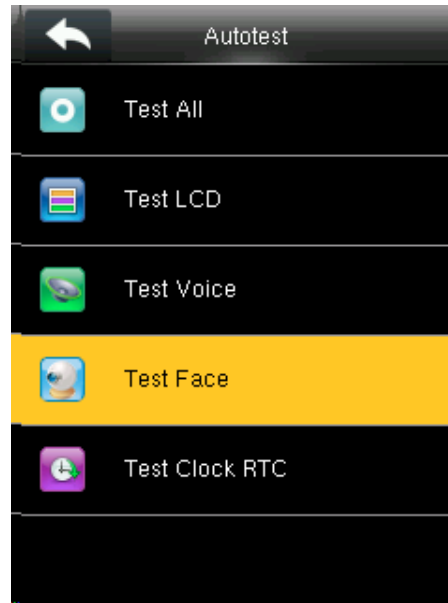 Autotest
Test All
Test LCD
Test Voice
Test Face
Test Clock RTC